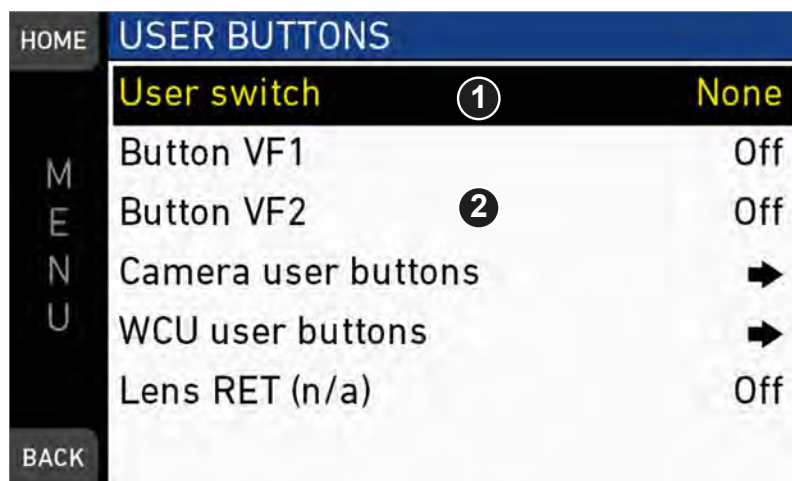 HOME
USER BUTTONS
User switch 1 None
Button VF1 Off
Button VF2 2 Off
Camera user buttons
WCU user buttons
Lens RET (n/a) Off
MENU
BACK